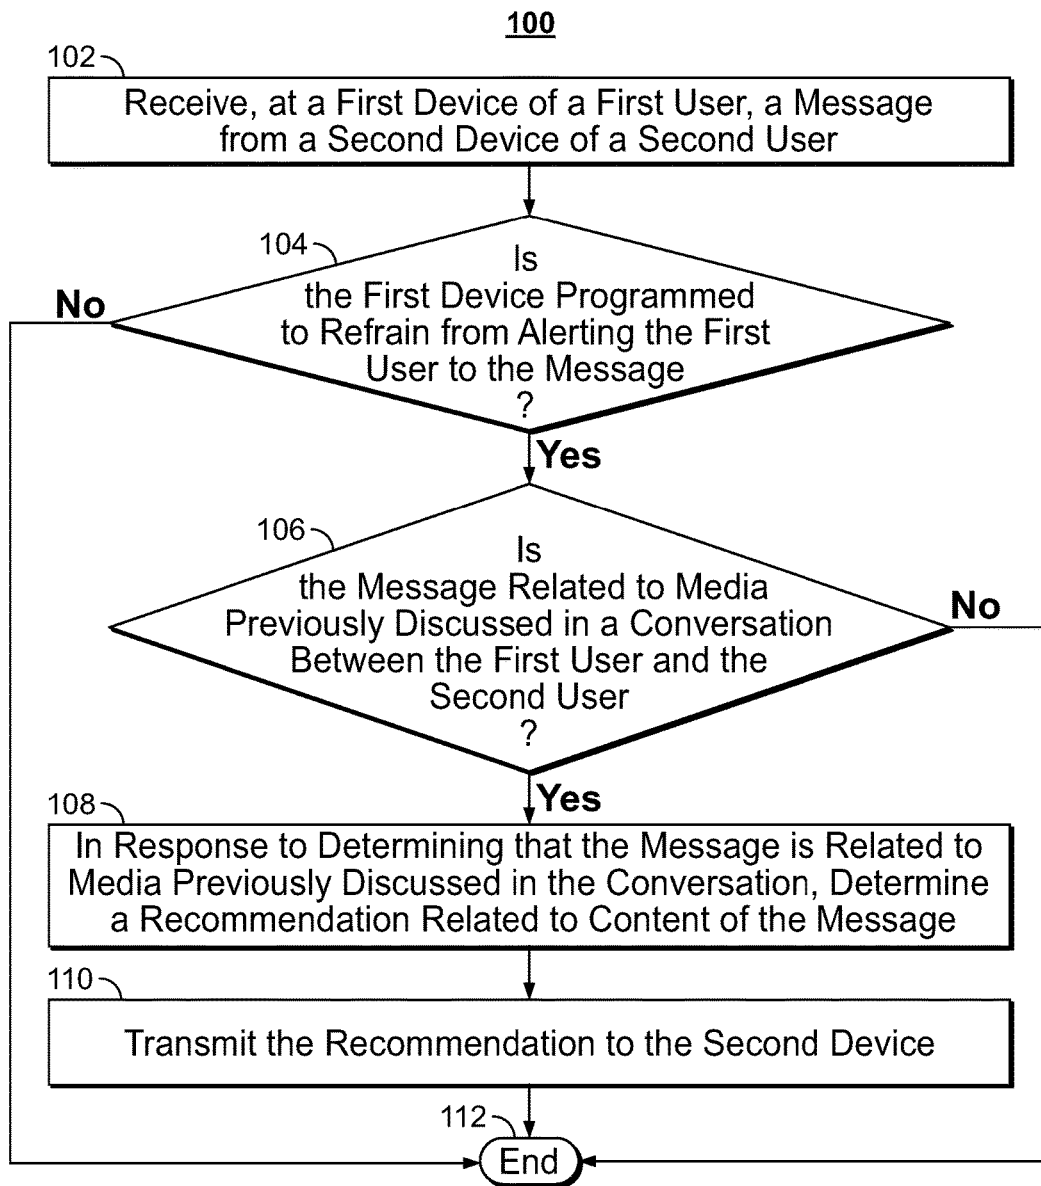 100
102
Receive, at a First Device of a First User, a Message
from a Second Device of a Second User
104
Is
the First Device Programmed
to Refrain from Alerting the First
User to the Message
?
No
Yes
106
Is
the Message Related to Media
Previously Discussed in a Conversation
Between the First User and the
Second User
?
No
Yes
108
In Response to Determining that the Message is Related to
Media Previously Discussed in the Conversation, Determine
a Recommendation Related to Content of the Message
110
Transmit the Recommendation to the Second Device
112
End